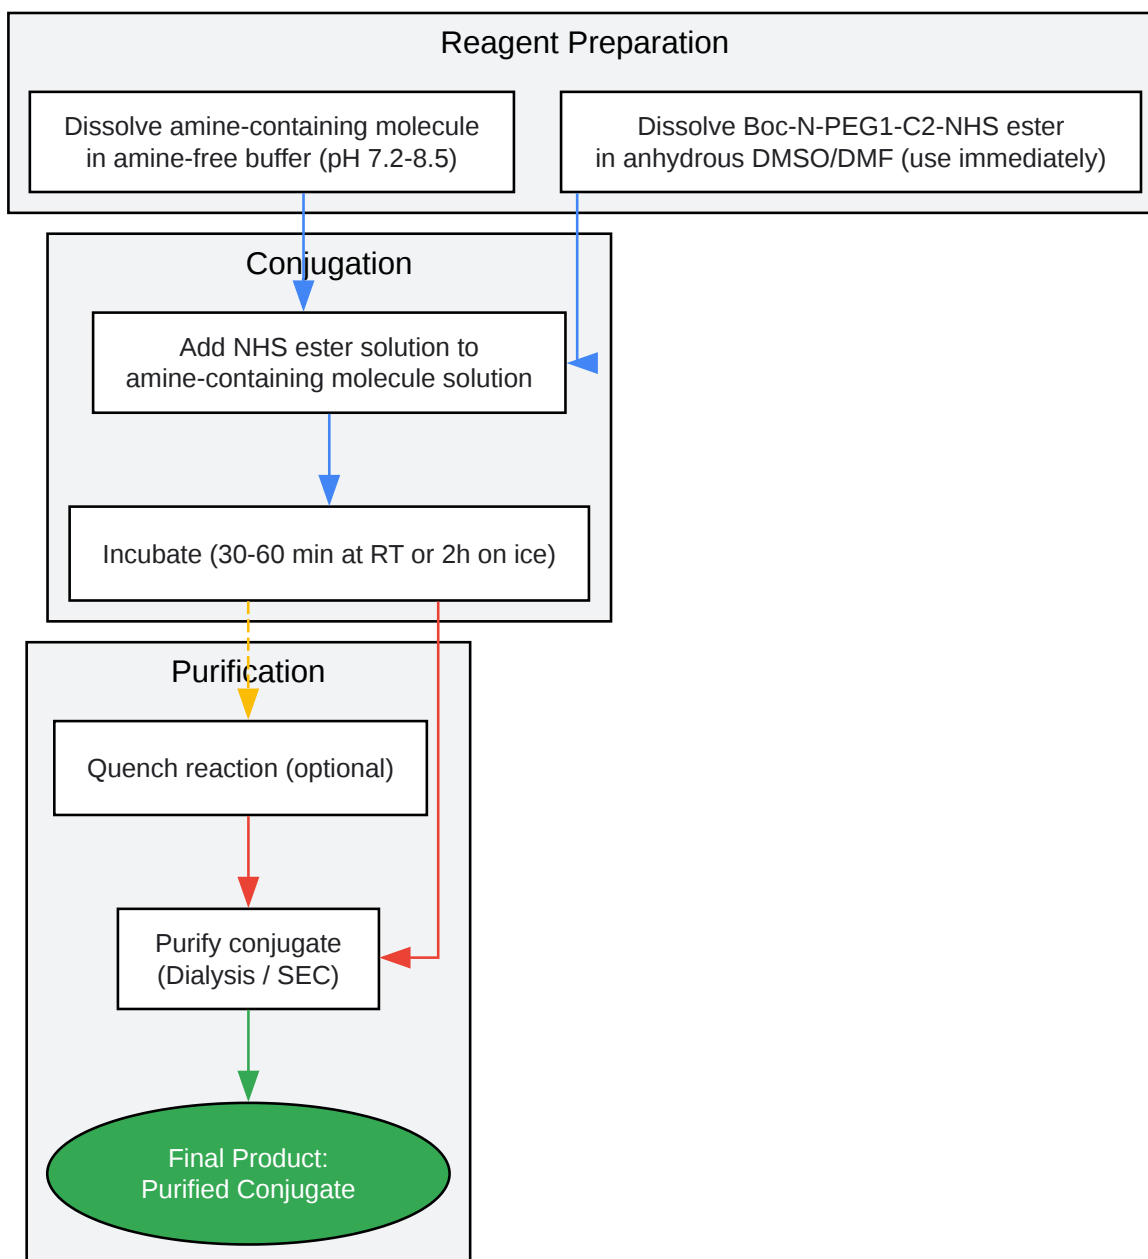 Reagent Preparation
Dissolve amine-containing molecule
in amine-free buffer (pH 7.2-8.5)
Dissolve Boc-N-PEG1-C2-NHS ester
in anhydrous DMSO/DMF (use immediately)
Conjugation
Add NHS ester solution to
amine-containing molecule solution
Incubate (30-60 min at RT or 2h on ice)
Purification
Quench reaction (optional)
Purify conjugate
(Dialysis / SEC)
Final Product:
Purified Conjugate